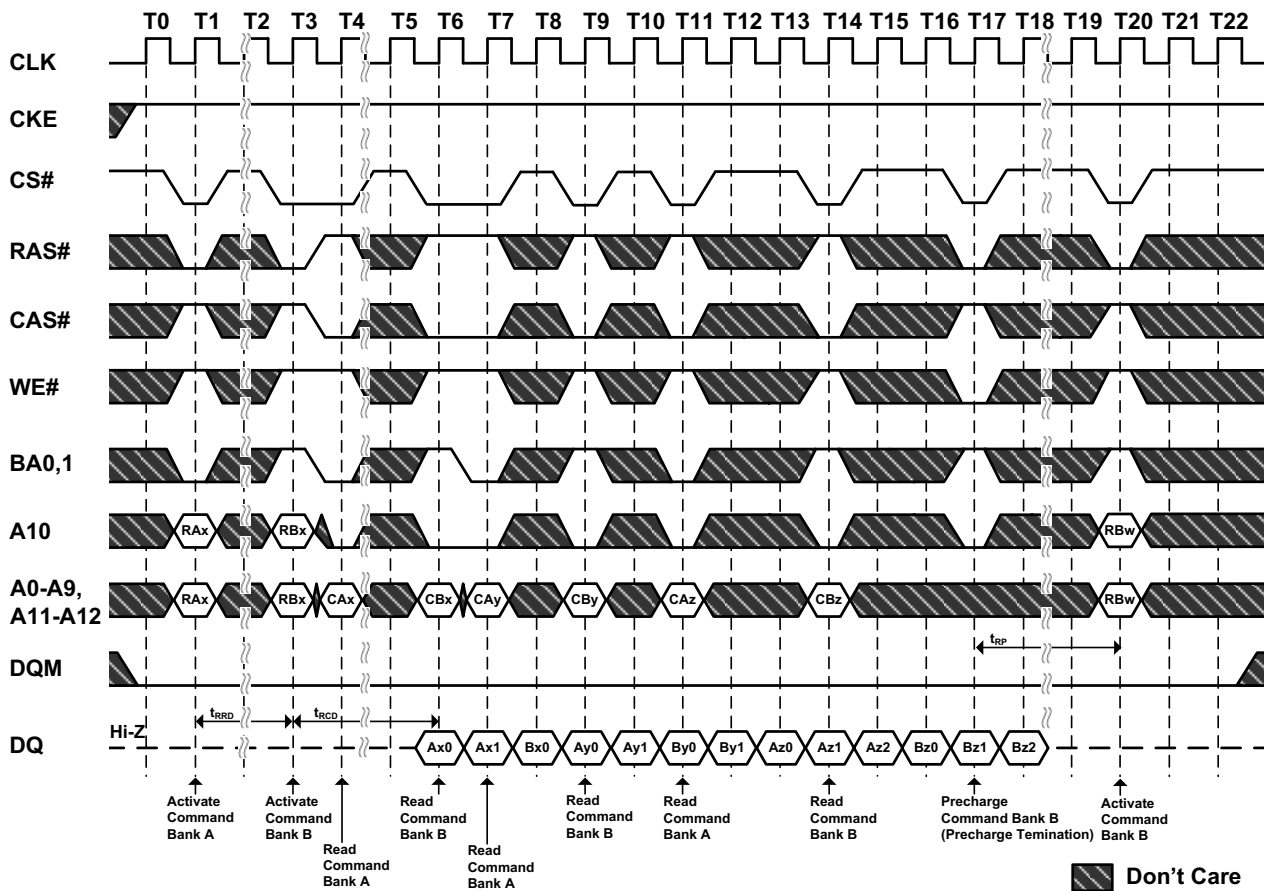 T0 T1 T2 T3 T4 T5 T6 T7 T8 T9 T10 T11 T12 T13 T14 T15 T16 T17 T18 T19 T20 T21 T22
CLK
CKE
CS#
RAS#
CAS#
WE#
BA0,1
A10
RAx RBx RBw
A0-A9,
A11-A12
RAx RBx CAx CBx CAy CBy CAz CBz RBw
tRP
DQM
tRRD tRCD
Hi-Z
DQ
Ax0 Ax1 Bx0 Ay0 Ay1 By0 By1 Az0 Az1 Az2 Bz0 Bz1 Bz2
Activate
Command
Bank A
Activate
Command
Bank B
Read
Command
Bank A
Read
Command
Bank B
Read
Command
Bank A
Read
Command
Bank B
Read
Command
Bank A
Read
Command
Bank B
Precharge
Command Bank B
(Precharge Temination)
Activate
Command
Bank B
Don't Care